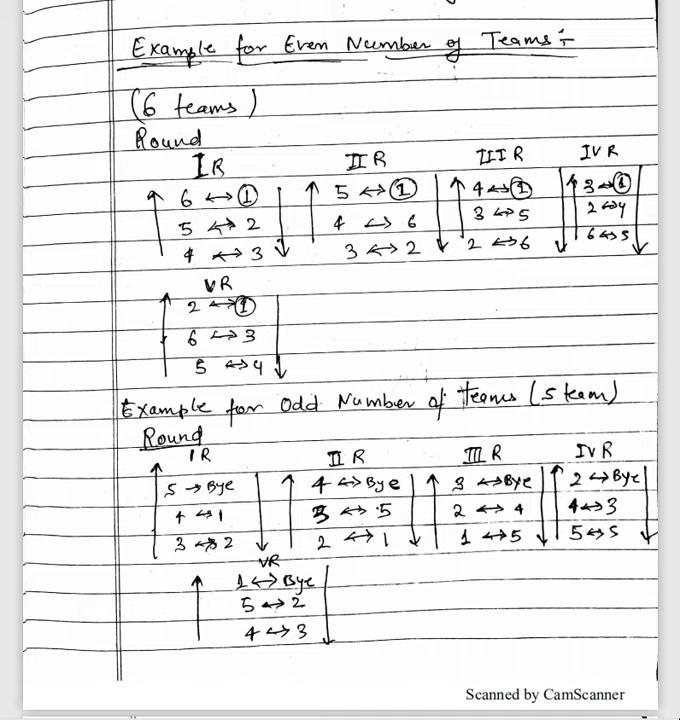 Example for Even Number of Teams :-
(6 teams)
Round
I R II R III R IV R
6 ↔ ① 5 ↔ ① 4 ↔ ① 3 ↔ ①
5 ↔ 2 4 ↔ 6 3 ↔ 5 2 ↔ 4
4 ↔ 3 3 ↔ 2 2 ↔ 6 6 ↔ 5
V R
2 ↔ ①
6 ↔ 3
5 ↔ 4
Example for Odd Number of Teams (5 team)
Round
I R II R III R IV R
5 → Bye 4 ↔ Bye 3 ↔ Bye 2 ↔ Bye
4 ↔ 1 3 ↔ 5 2 ↔ 4 4 ↔ 3
3 ↔ 2 2 ↔ 1 1 ↔ 5 5 ↔ 5
VR
1 ↔ Bye
5 ↔ 2
4 ↔ 3
Scanned by CamScanner